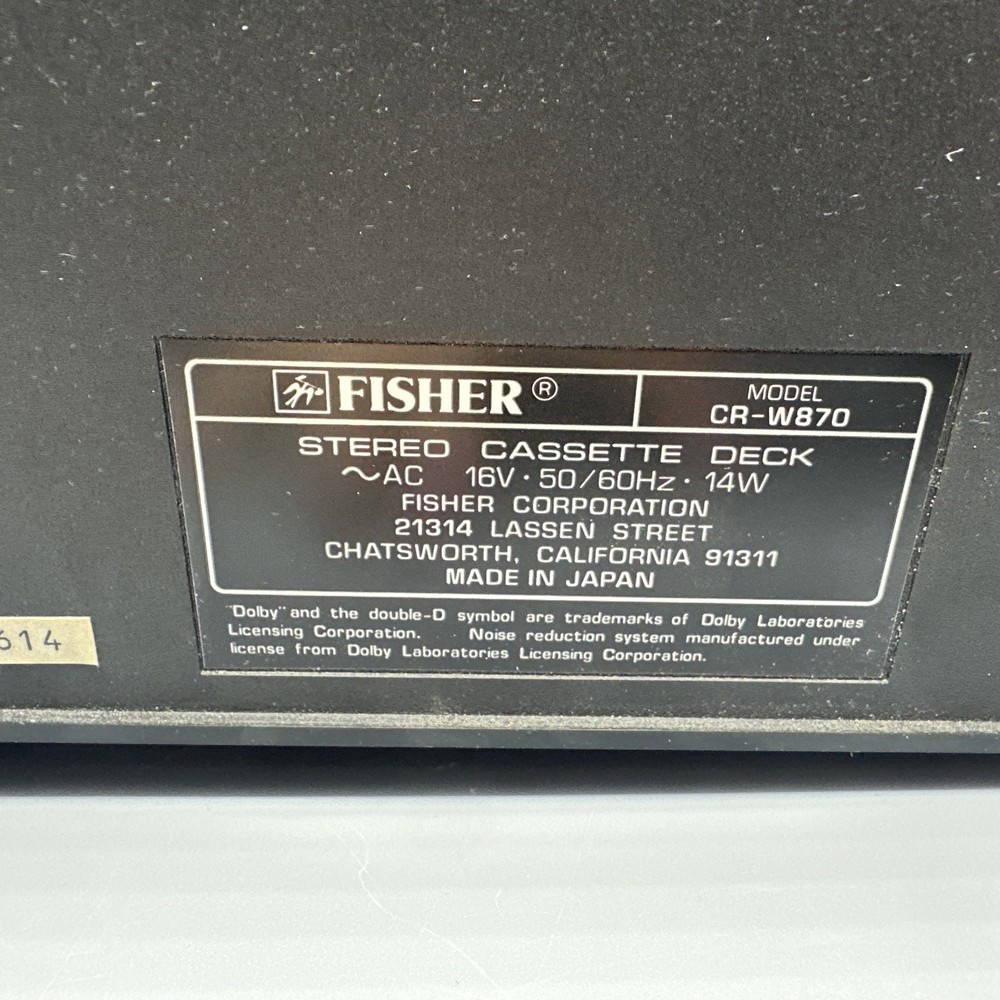 FISHER®
MODEL
CR-W870
STEREO CASSETTE DECK
～AC 16V · 50/60Hz · 14W
FISHER CORPORATION
21314 LASSEN STREET
CHATSWORTH, CALIFORNIA 91311
MADE IN JAPAN
"Dolby" and the double-D symbol are trademarks of Dolby Laboratories
Licensing Corporation. Noise reduction system manufactured under
license from Dolby Laboratories Licensing Corporation.
614